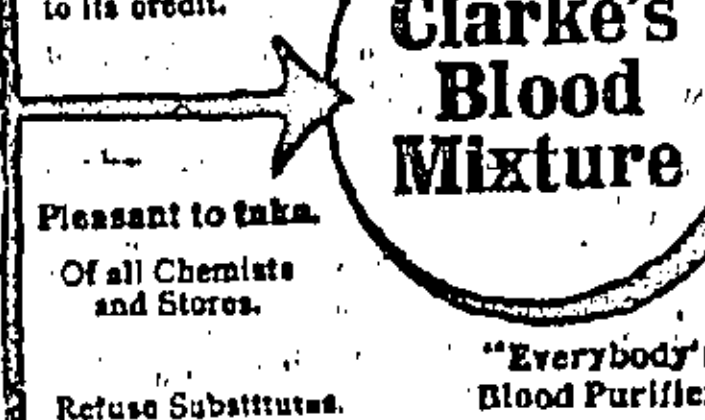 to its credit.
Clarke's
Blood
Mixture
Pleasant to take.
Of all Chemists
and Stores.
"Everybody's
Blood Purifier
Refuse Substitutes.